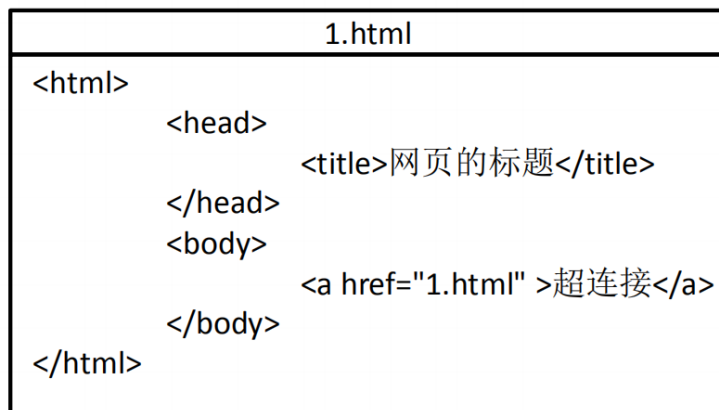 1.html
<html>
<head>
<title>网页的标题</title>
</head>
<body>
<a href="1.html" >超连接</a>
</body>
</html>